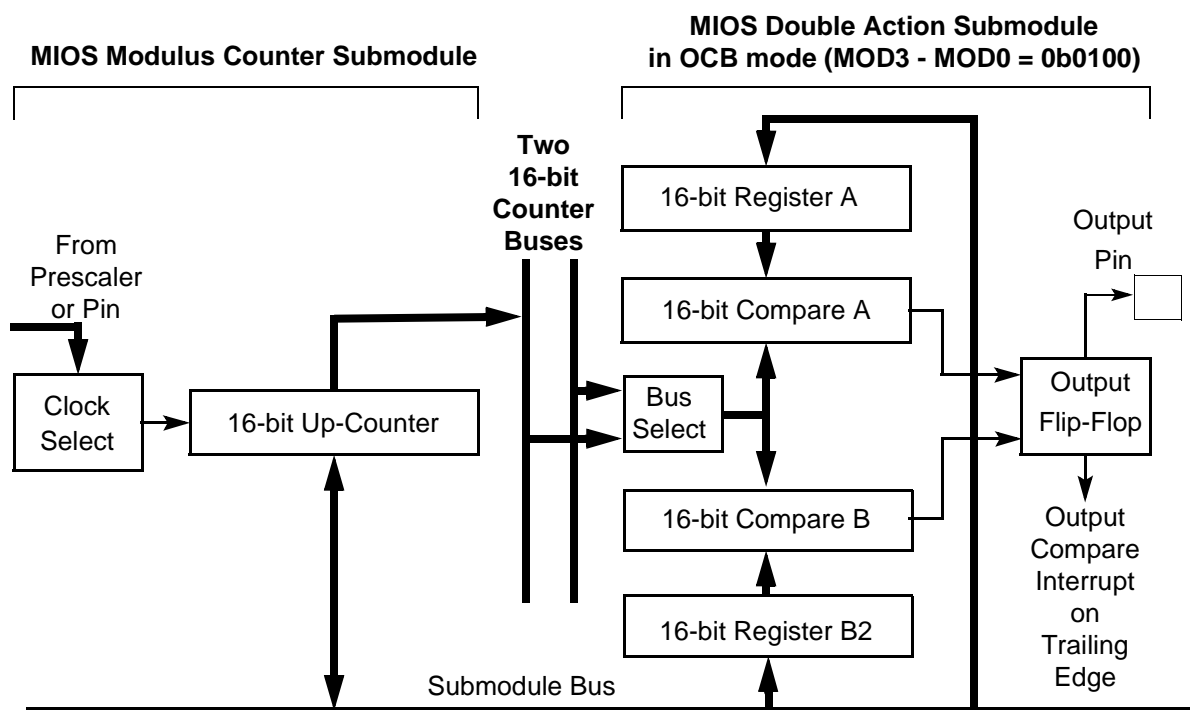 MIOS Modulus Counter Submodule
MIOS Double Action Submodule
in OCB mode (MOD3 - MOD0 = 0b0100)
Two
16-bit
Counter
Buses
From
Prescaler
or Pin
Clock
Select
16-bit Up-Counter
16-bit Register A
16-bit Compare A
Bus
Select
16-bit Compare B
16-bit Register B2
Output
Pin
Output
Flip-Flop
Output
Compare
Interrupt
on
Trailing
Edge
Submodule Bus